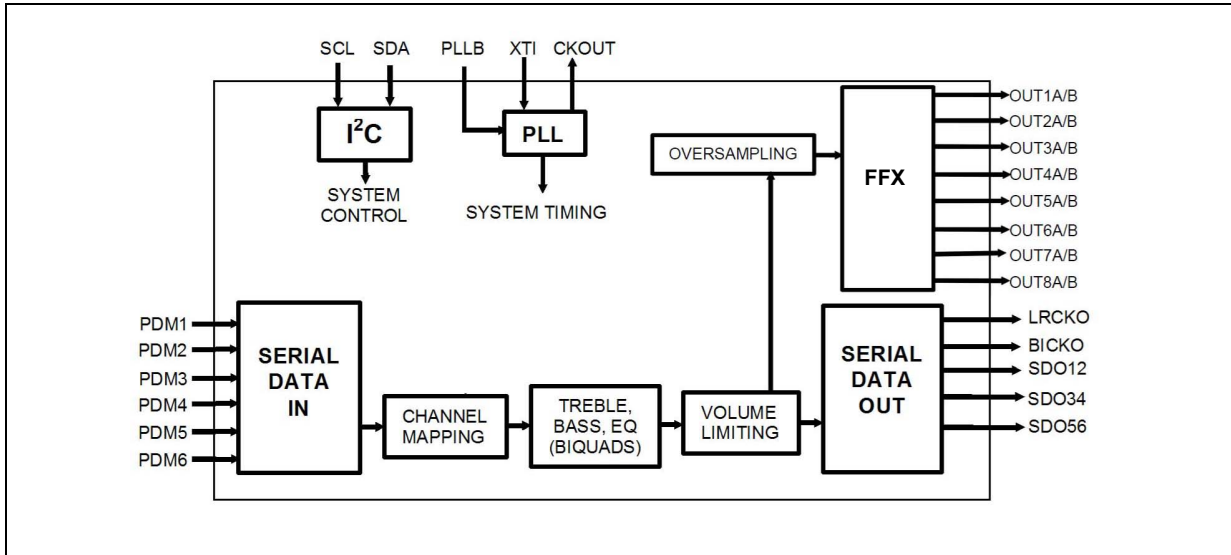 SCL SDA PLLB XTI CKOUT
I²C
PLL
SYSTEM
CONTROL
SYSTEM TIMING
OVERSAMPLING
FFX
OUT1A/B
OUT2A/B
OUT3A/B
OUT4A/B
OUT5A/B
OUT6A/B
OUT7A/B
OUT8A/B
PDM1
PDM2
PDM3
PDM4
PDM5
PDM6
SERIAL
DATA
IN
CHANNEL
MAPPING
TREBLE,
BASS, EQ
(BIQUADS)
VOLUME
LIMITING
SERIAL
DATA
OUT
LRCKO
BICKO
SDO12
SDO34
SDO56